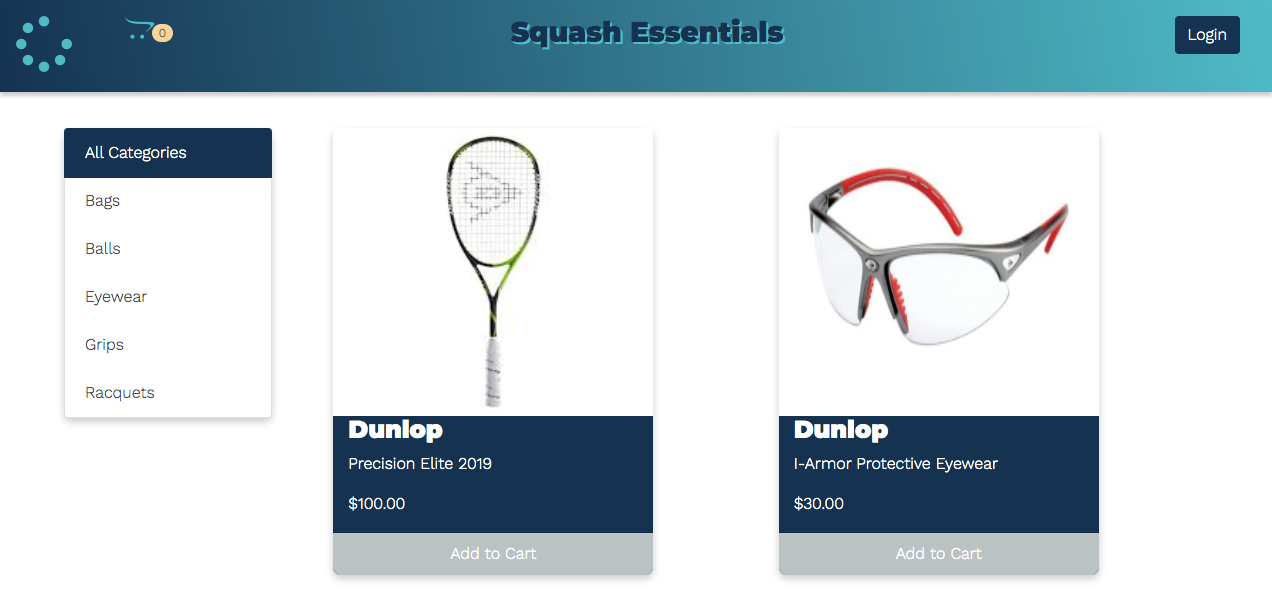 0
Squash Essentials
Login
All Categories
Bags
Balls
Eyewear
Grips
Racquets
Dunlop
Precision Elite 2019
$100.00
Add to Cart
Dunlop
I-Armor Protective Eyewear
$30.00
Add to Cart